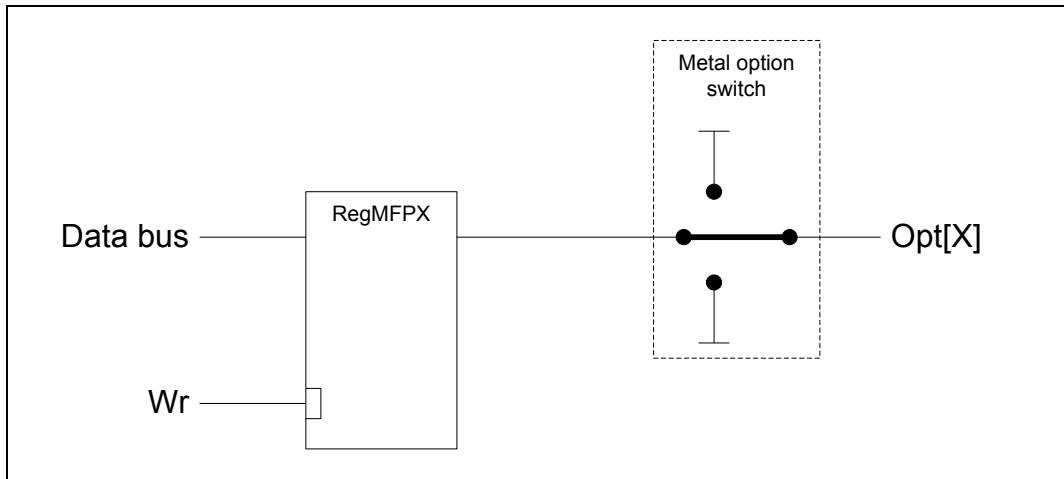 Metal option
switch
RegMFPX
Data bus
Opt[X]
Wr